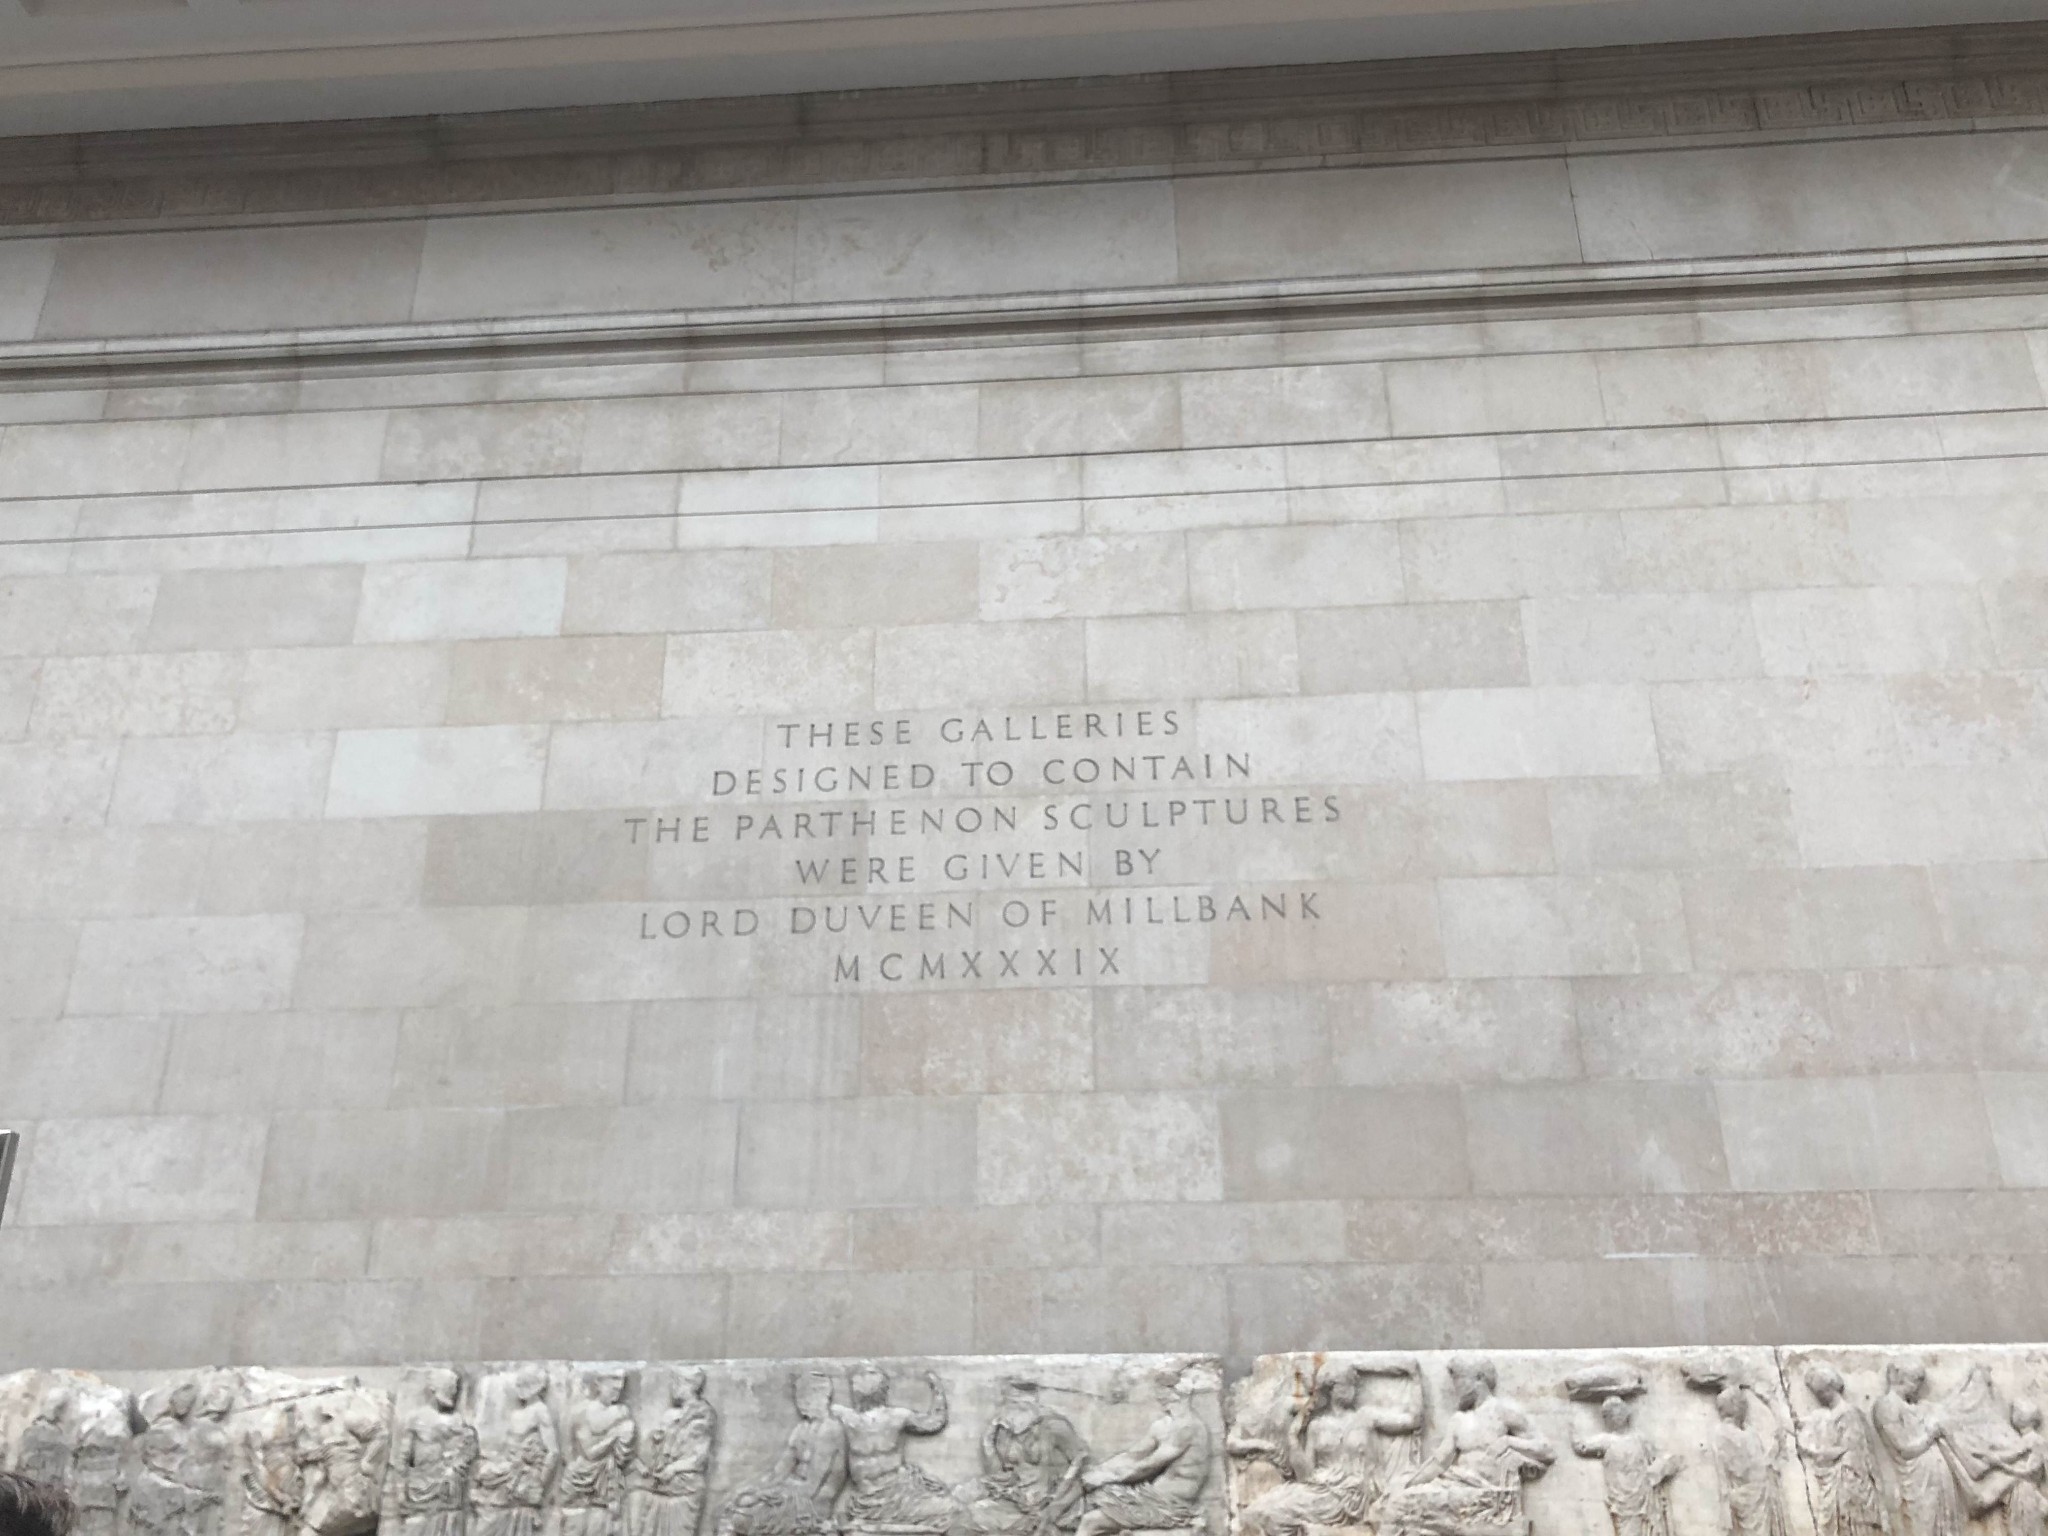 THESE GALLERIES
DESIGNED TO CONTAIN
THE PARTHENON SCULPTURES
WERE GIVEN BY
LORD DUVEEN OF MILLBANK
MCMXXXIX